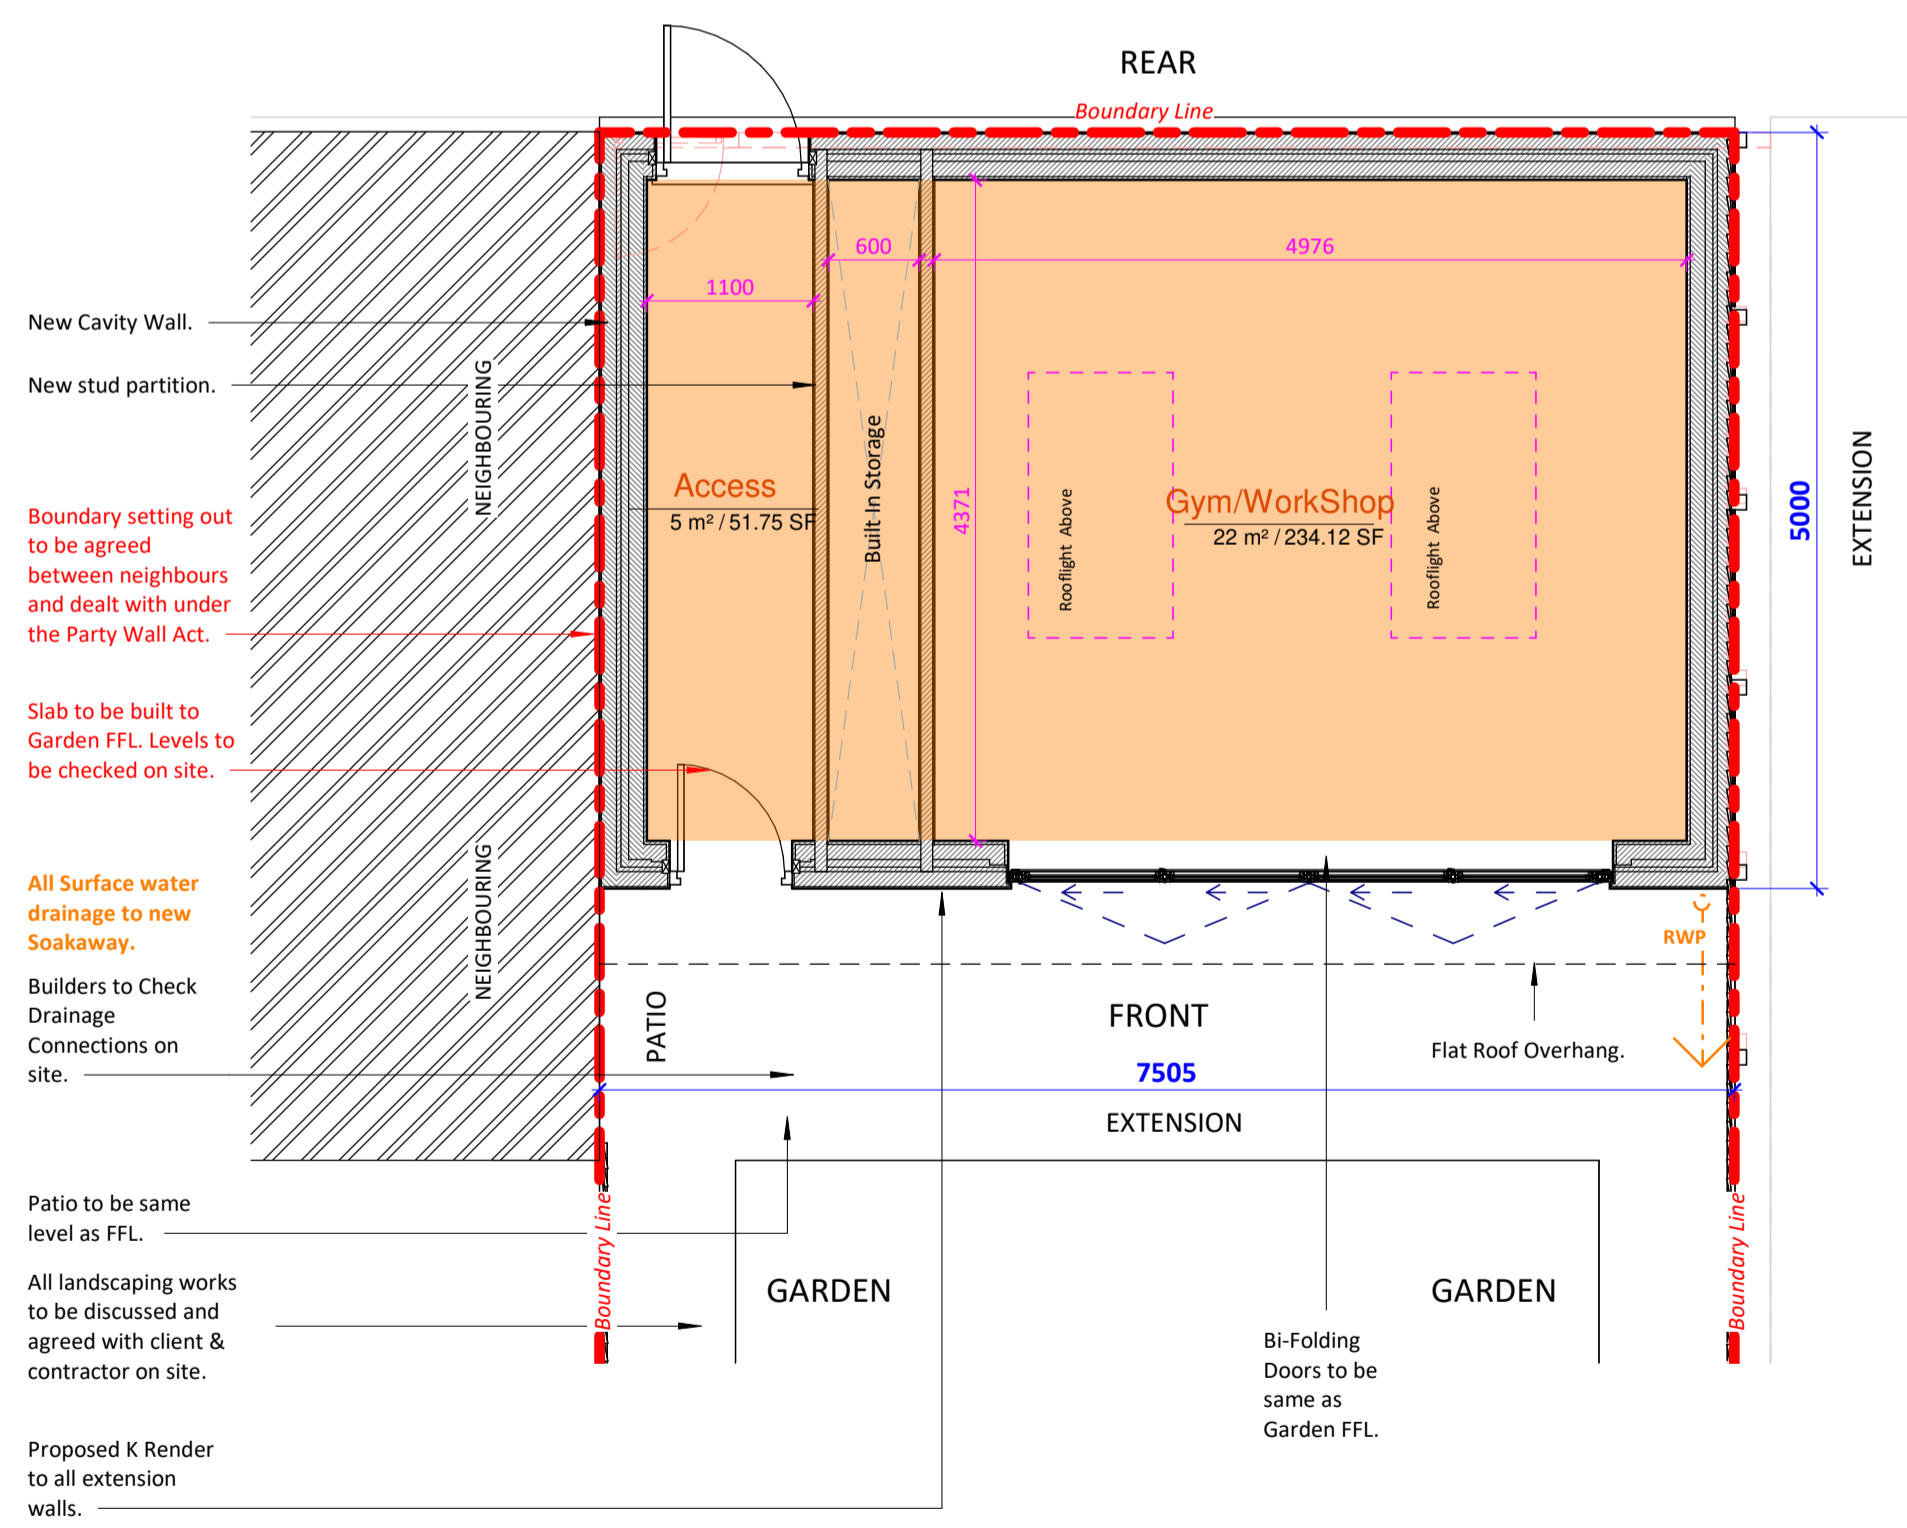 REAR
Boundary Line
600
4976
1100
New Cavity Wall.
New stud partition.
NEIGHBOURING
Built In Storage
4371
Access
5 m² / 51.75 SF
Gym/WorkShop
22 m² / 234.12 SF
Rooflight Above
Rooflight Above
5000
EXTENSION
Boundary setting out
to be agreed
between neighbours
and dealt with under
the Party Wall Act.
Slab to be built to
Garden FFL. Levels to
be checked on site.
All Surface water
drainage to new
Soakaway.
NEIGHBOURING
RWP
Builders to Check
Drainage
Connections on
site.
PATIO
FRONT
Flat Roof Overhang.
7505
EXTENSION
Patio to be same
level as FFL.
Boundary Line
Boundary Line
All landscaping works
to be discussed and
agreed with client &
contractor on site.
GARDEN
GARDEN
Bi-Folding
Doors to be
same as
Garden FFL.
Proposed K Render
to all extension
walls.